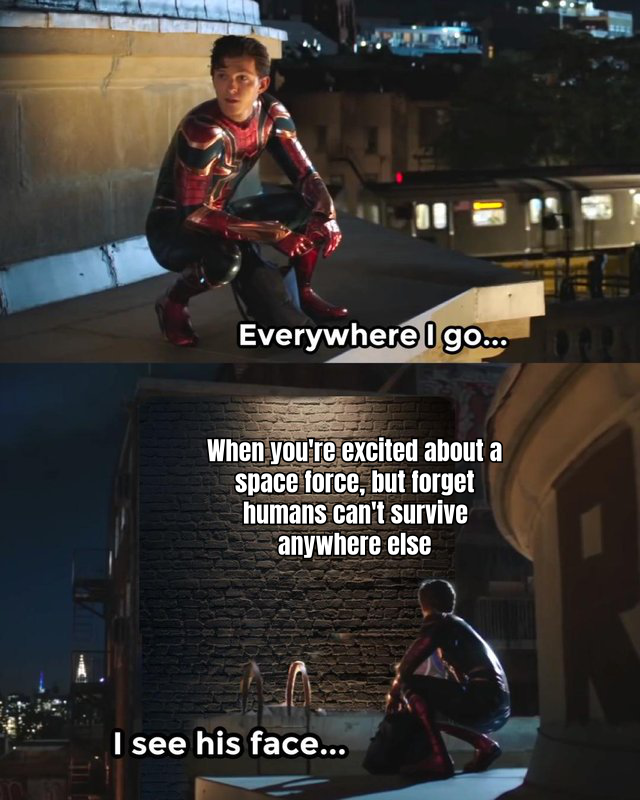 Everywhere I go...
When you're excited about a
space force, but forget
humans can't survive
anywhere else
I see his face...